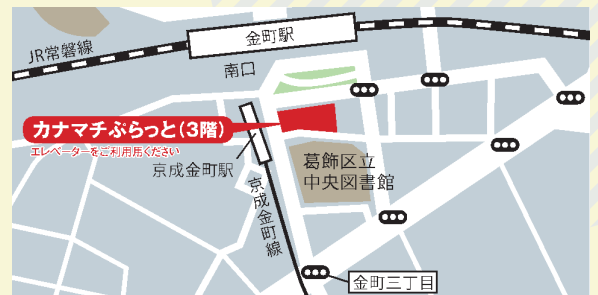 金町駅
JR常磐線
南口
カナマチぷらっと(3階)
エレベーターをご利用用ください
京成金町駅
葛飾区立
中央図書館
京成金町線
金町三丁目